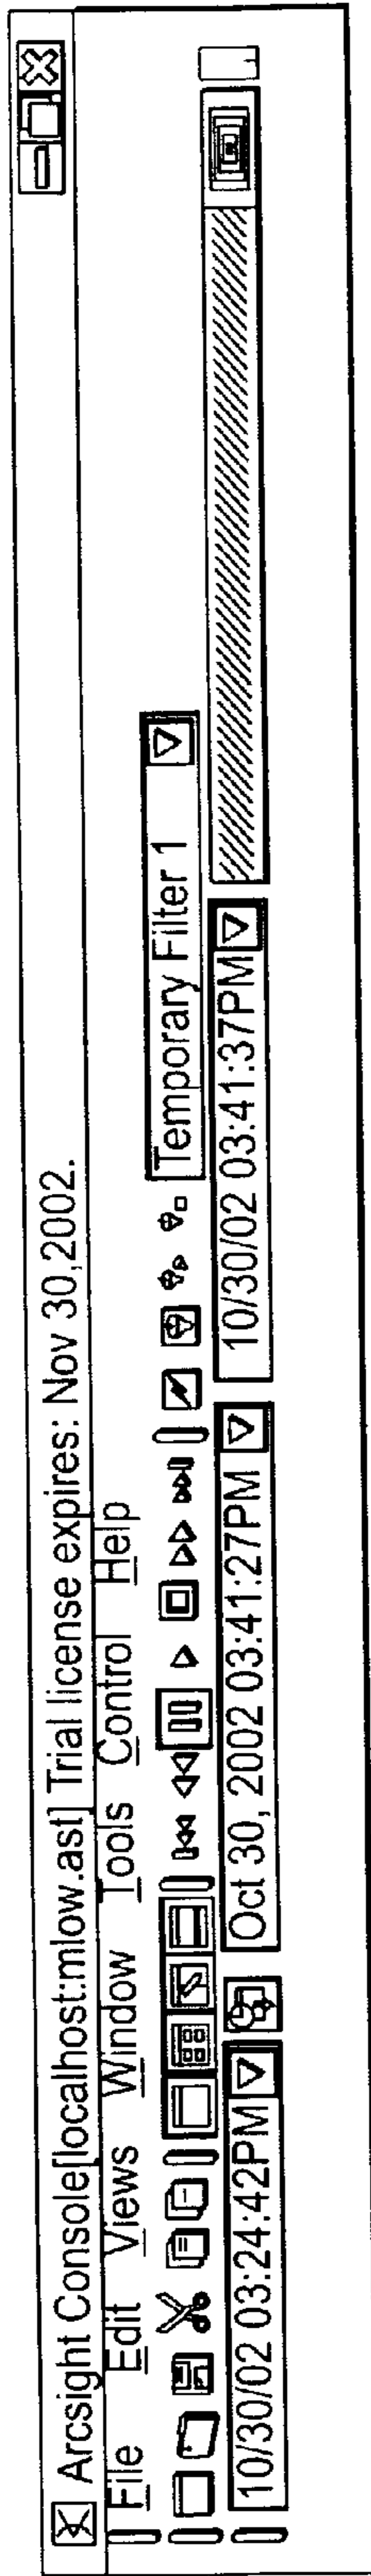 Arcsight Console[localhost:mlow.ast] Trial license expires: Nov 30,2002.
File Edit Views Window Tools Control Help
Temporary Filter 1
10/30/02 03:24:42PM Oct 30, 2002 03:41:27PM 10/30/02 03:41:37PM